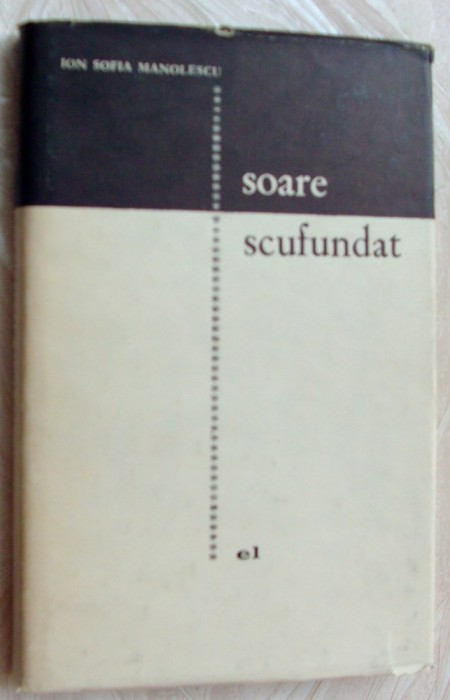 ION SOFIA MANOLESCU
soare
scufundat
el